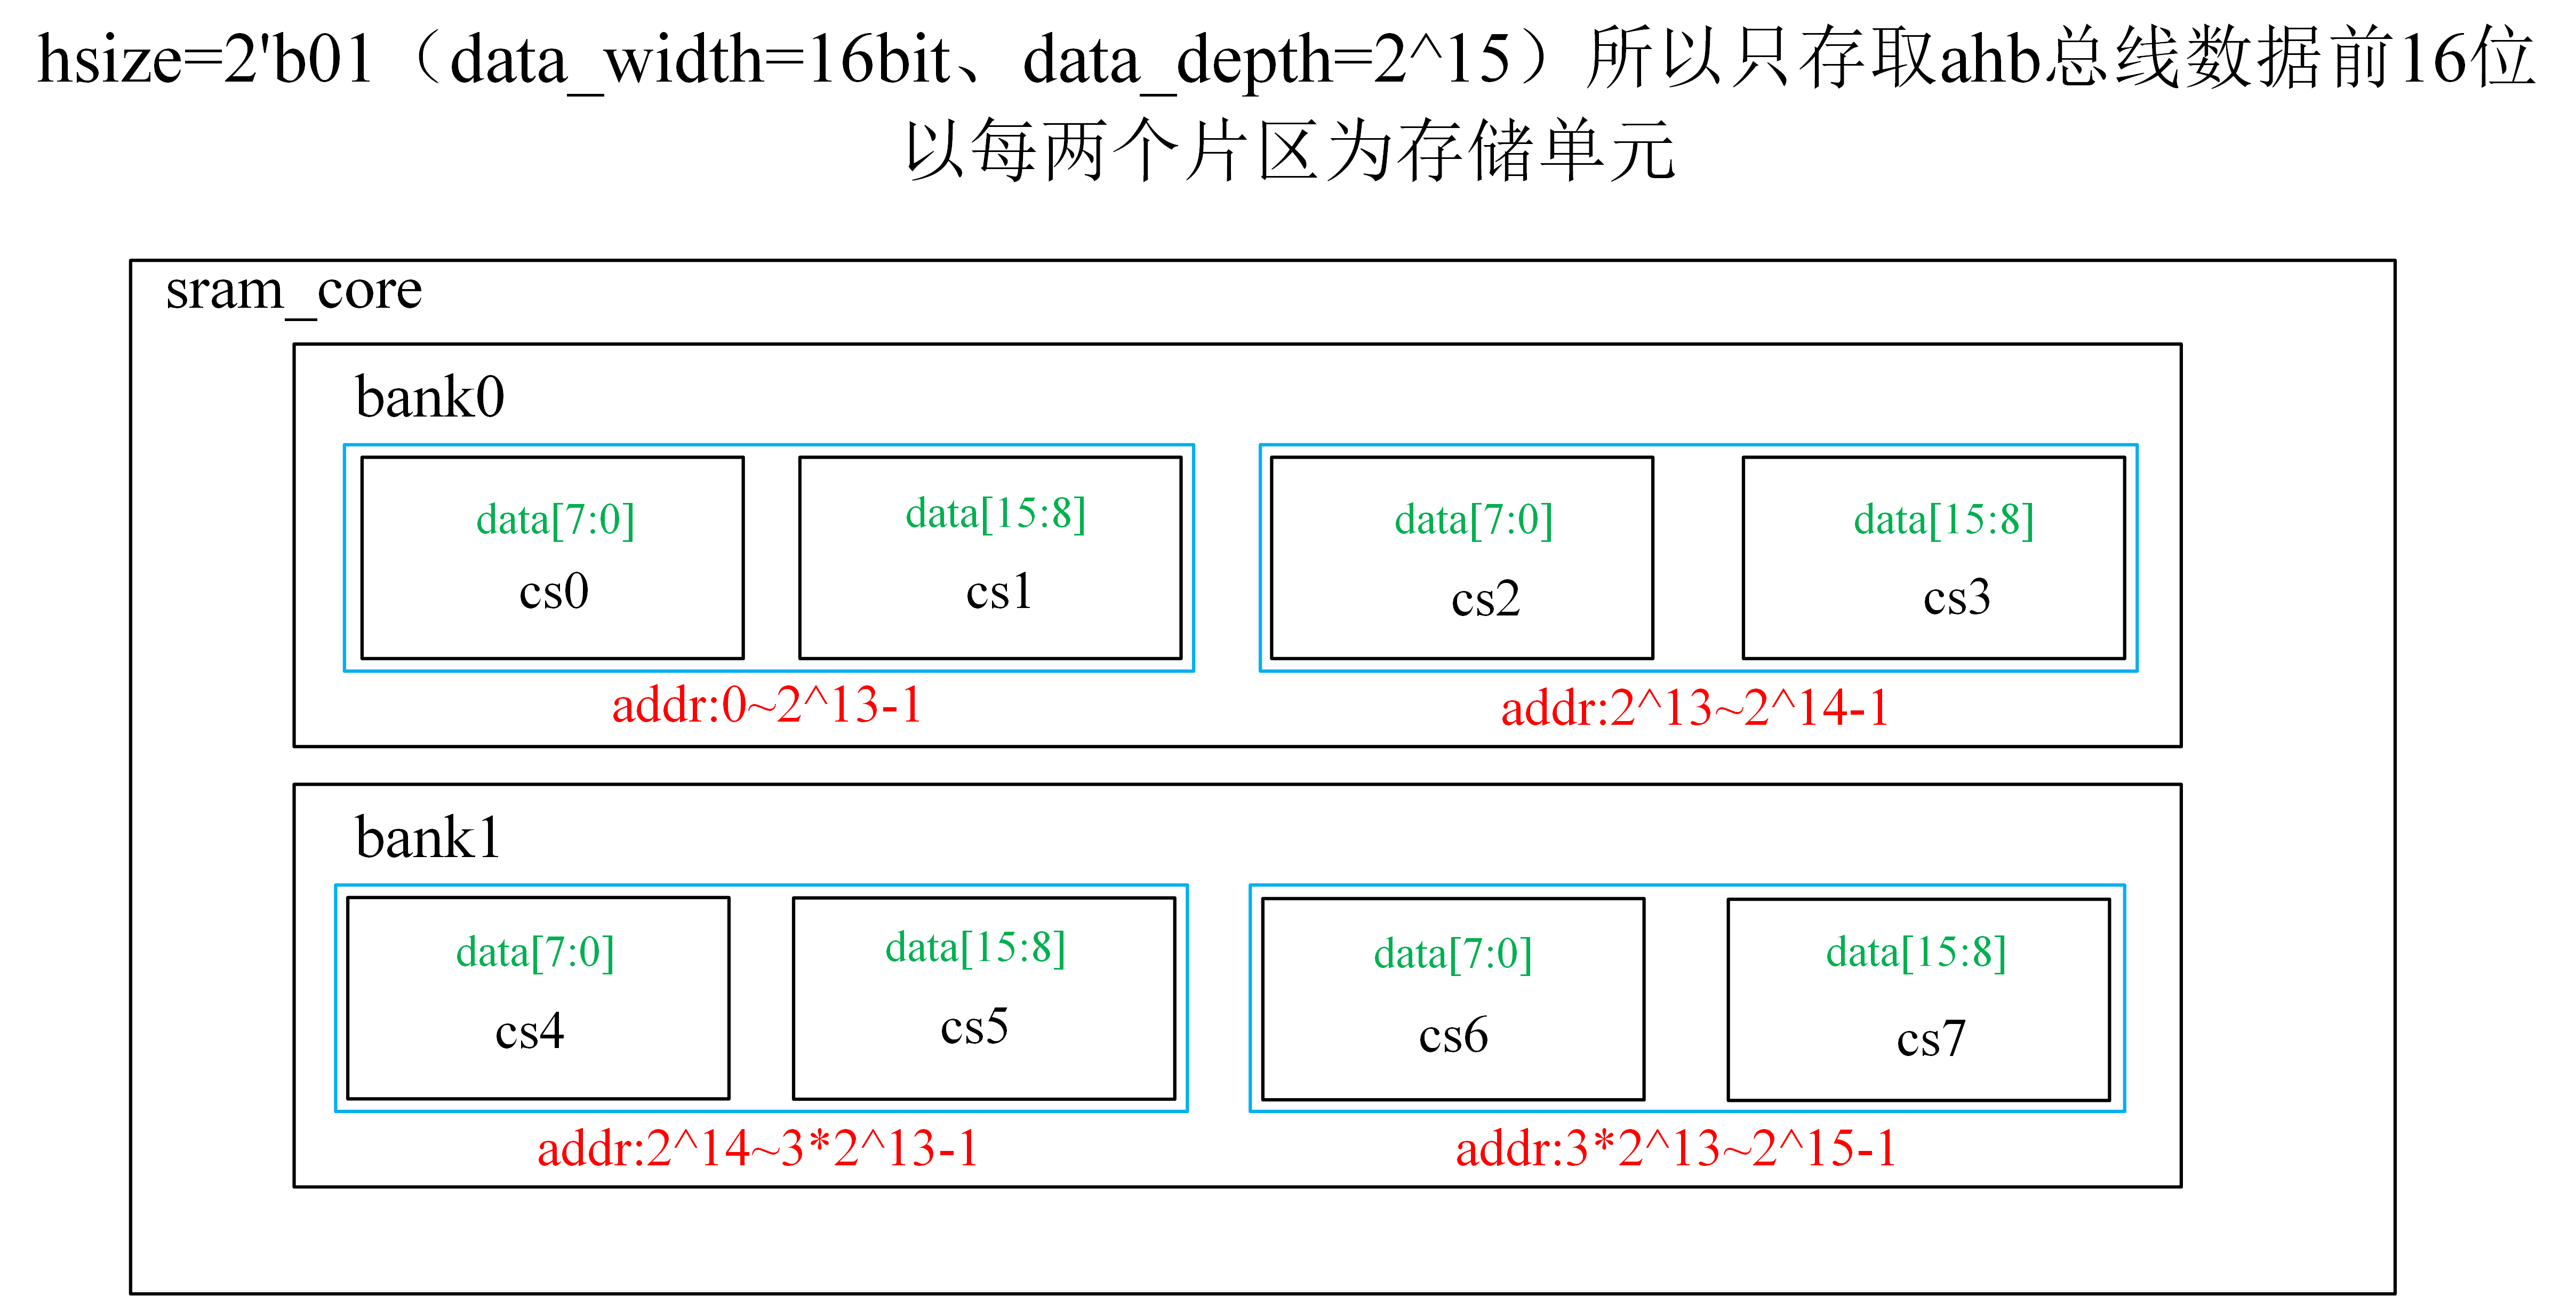 hsize=2'b01（data_width=16bit、data_depth=2^15）所以只存取ahb总线数据前16位
以每两个片区为存储单元
sram_core
bank0
data[7:0]
cs0
data[15:8]
cs1
data[7:0]
cs2
data[15:8]
cs3
addr:0~2^13-1
addr:2^13~2^14-1
bank1
data[7:0]
cs4
data[15:8]
cs5
data[7:0]
cs6
data[15:8]
cs7
addr:2^14~3*2^13-1
addr:3*2^13~2^15-1